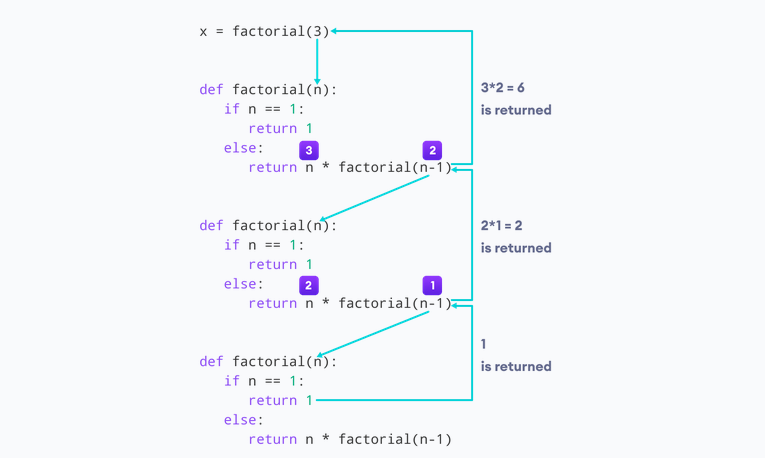 x = factorial(3)
def factorial(n):
if n == 1:
return 1
else:
3 2
return n * factorial(n-1)
3*2 = 6
is returned
def factorial(n):
if n == 1:
return 1
else:
2 1
return n * factorial(n-1)
2*1 = 2
is returned
def factorial(n):
if n == 1:
return 1
else:
return n * factorial(n-1)
1
is returned